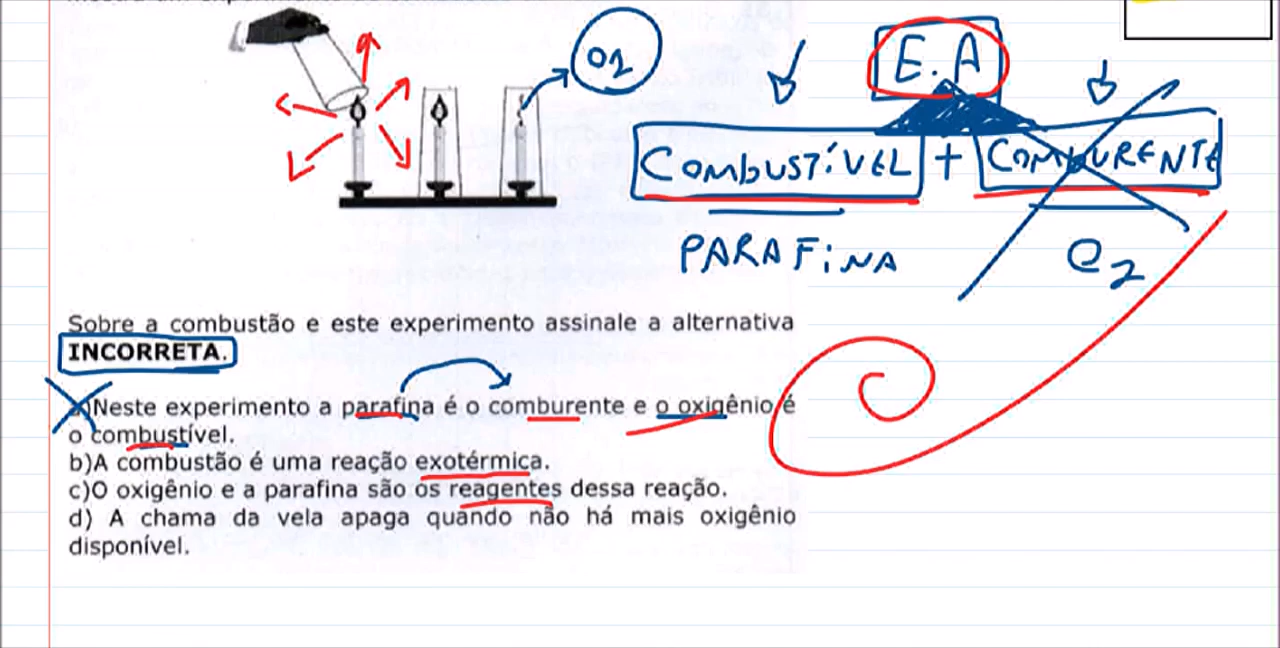 O2
E.A
COMBUSTÍVEL + COMBURENTE
PARAFINA
O2
Sobre a combustão e este experimento assinale a alternativa
INCORRETA.
a)Neste experimento a parafina é o comburente e o oxigênio é
o combustível.
b)A combustão é uma reação exotérmica.
c)O oxigênio e a parafina são os reagentes dessa reação.
d) A chama da vela apaga quando não há mais oxigênio
disponível.